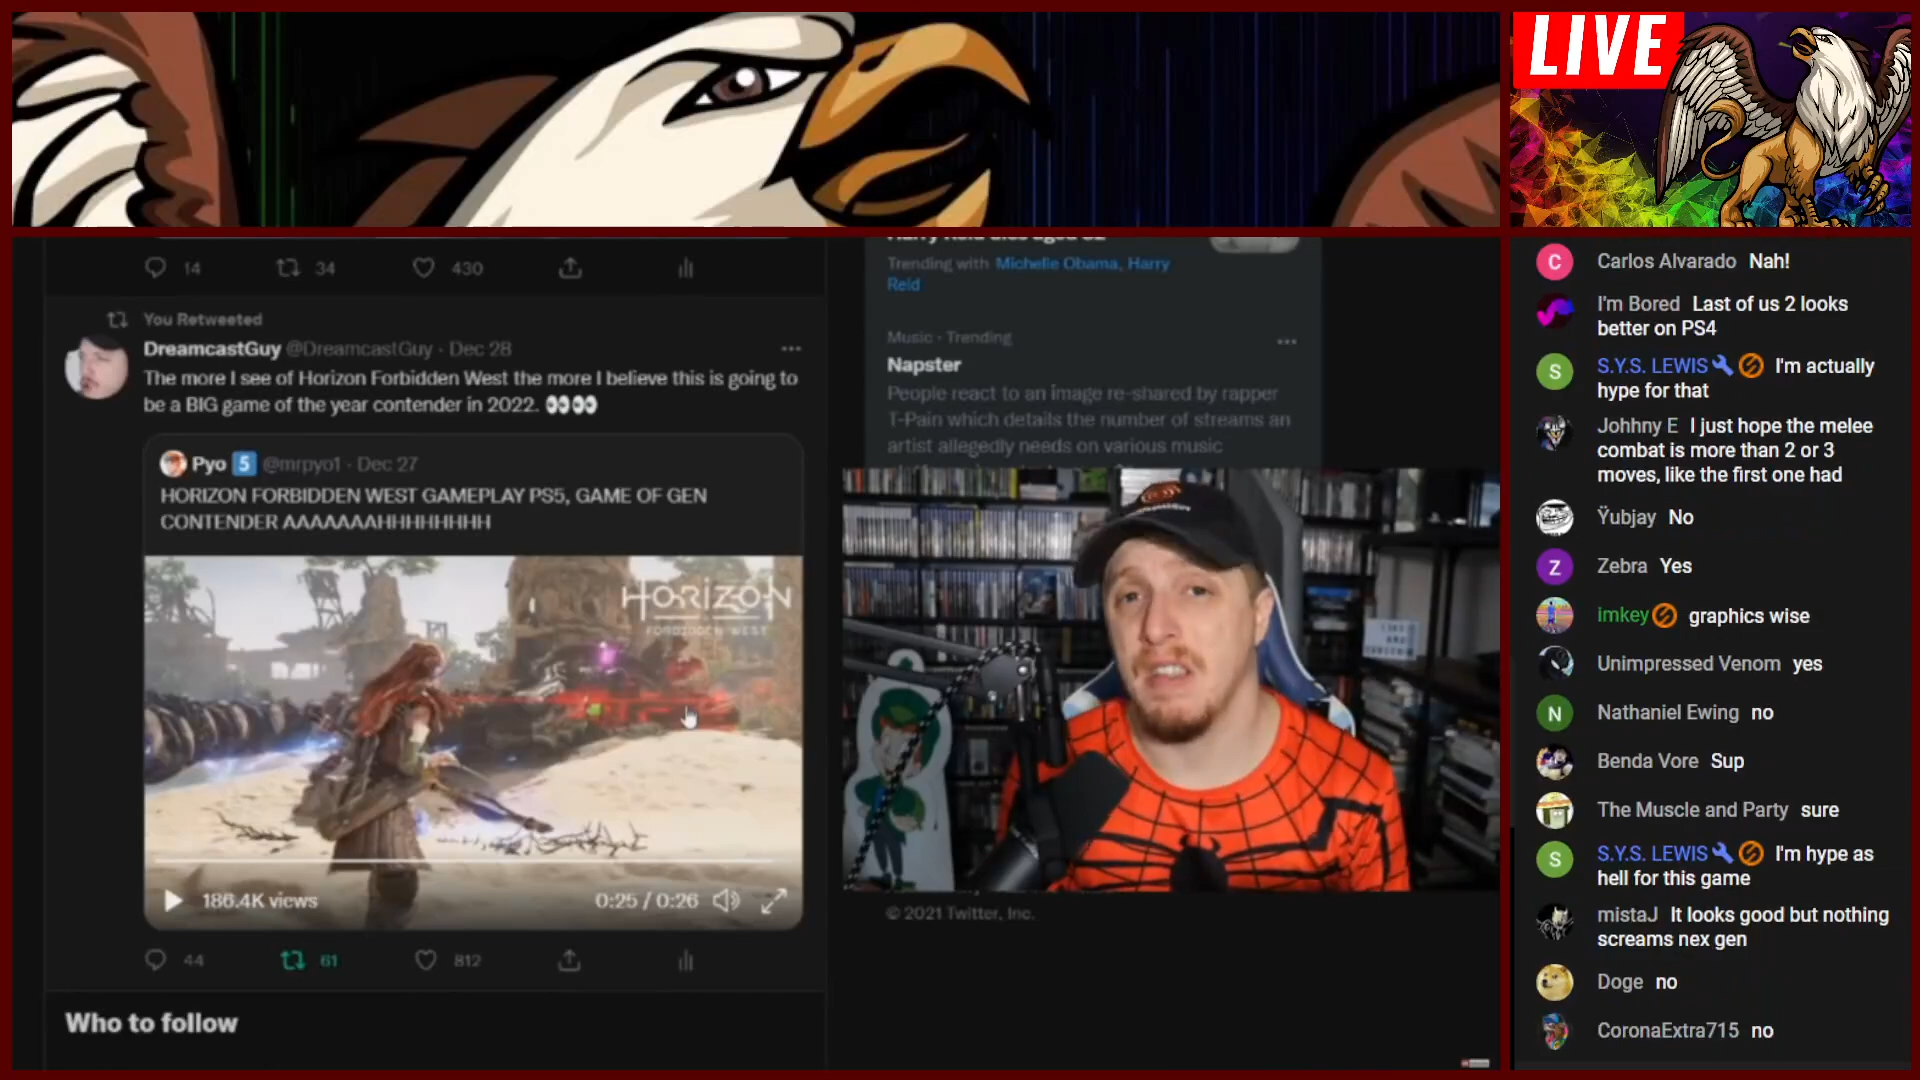 LIVE
14 34 430
You Retweeted
DreamcastGuy @DreamcastGuy · Dec 28
The more I see of Horizon Forbidden West the more I believe this is going to
be a BIG game of the year contender in 2022. 👀👀
Pyo 5 @mrpyo1 · Dec 27
HORIZON FORBIDDEN WEST GAMEPLAY PS5, GAME OF GEN
CONTENDER AAAAAAAHHHHHHHH
HORIZON
FORBIDDEN WEST
186.4K views 0:25 / 0:26
44 61 812
Who to follow
Trending with Michelle Obama, Harry
Reid
Music · Trending
Napster
People react to an image re-shared by rapper
T-Pain which details the number of streams an
artist allegedly needs on various music
© 2021 Twitter, Inc.
Carlos Alvarado Nah!
I'm Bored Last of us 2 looks
better on PS4
S.Y.S. LEWIS I'm actually
hype for that
Johhny E I just hope the melee
combat is more than 2 or 3
moves, like the first one had
Ÿubjay No
Zebra Yes
imkey graphics wise
Unimpressed Venom yes
Nathaniel Ewing no
Benda Vore Sup
The Muscle and Party sure
S.Y.S. LEWIS I'm hype as
hell for this game
mistaJ It looks good but nothing
screams nex gen
Doge no
CoronaExtra715 no